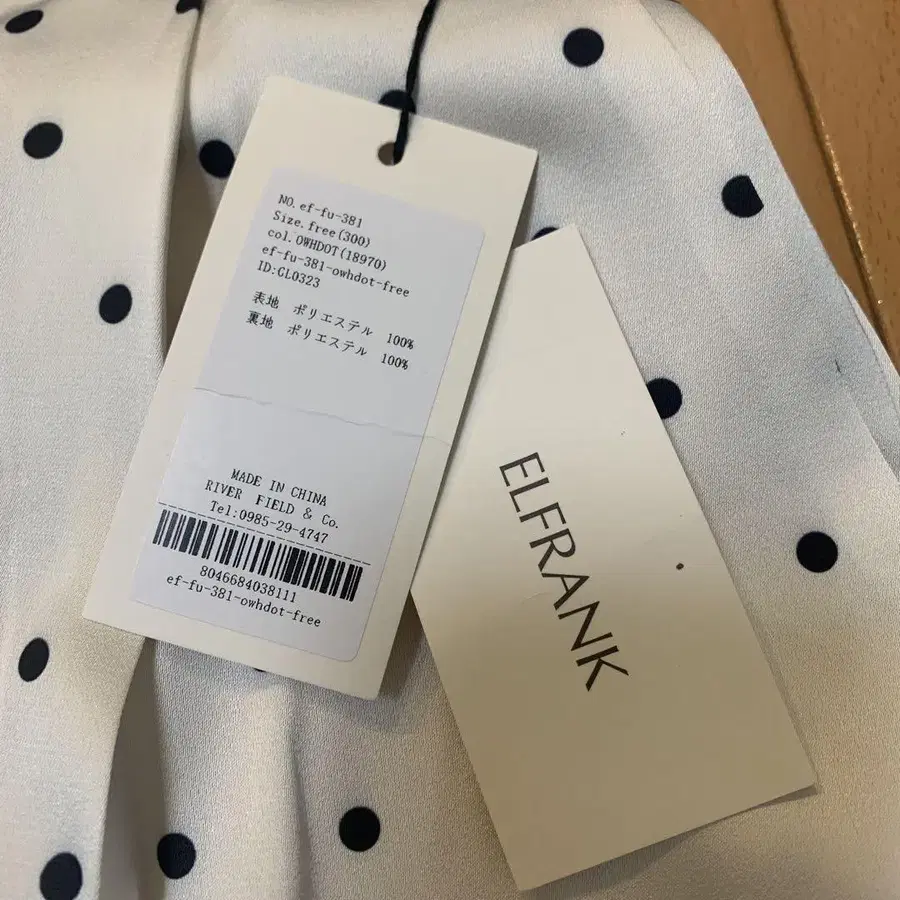 NO.ef-fu-381
Size.free(300)
col.OWHDOT(18970)
ef-fu-381-owhdot-free
ID:CL0323
表地 ポリエステル 100%
裏地 ポリエステル 100%
MADE IN CHINA
RIVER FIELD & Co.
Tel:0985-29-4747
8046684038111
ef-fu-381-owhdot-free
ELFRANK